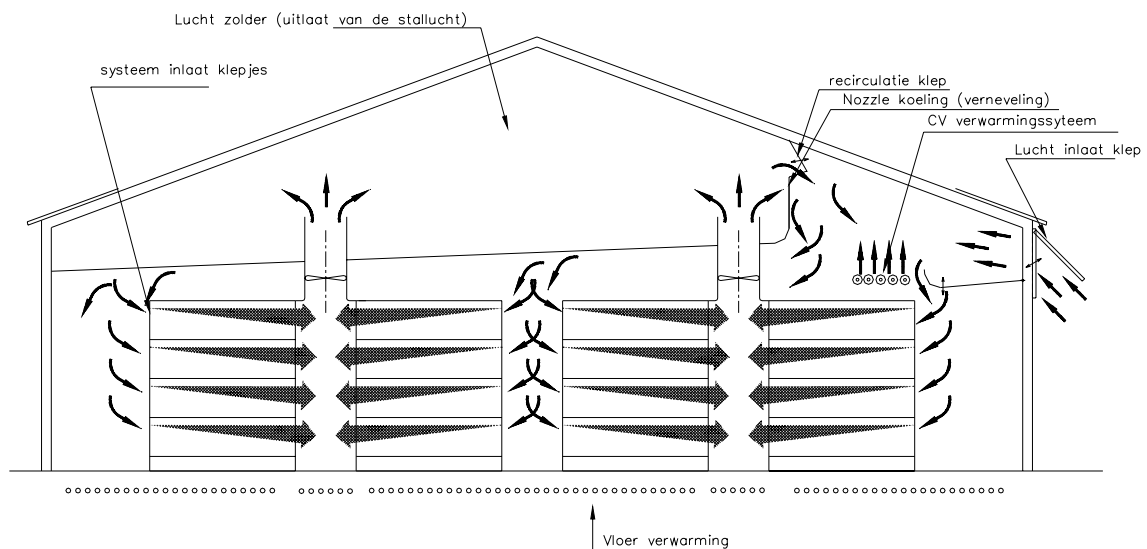 Lucht zolder (uitlaat van de stallucht)
systeem inlaat klepjes
recirculatie klep
Nozzle koeling (verneveling)
CV verwarmingssyteem
Lucht inlaat klep
Vloer verwarming